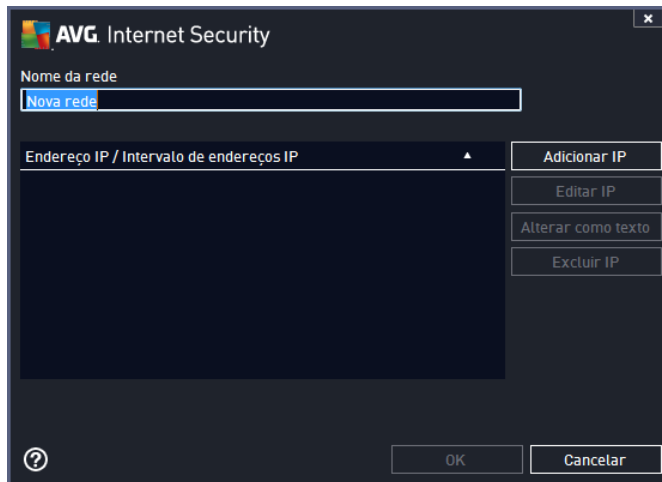 AVG. Internet Security
Nome da rede
Nova rede
Endereço IP / Intervalo de endereços IP
Adicionar IP
Editar IP
Alterar como texto
Excluir IP
OK
Cancelar